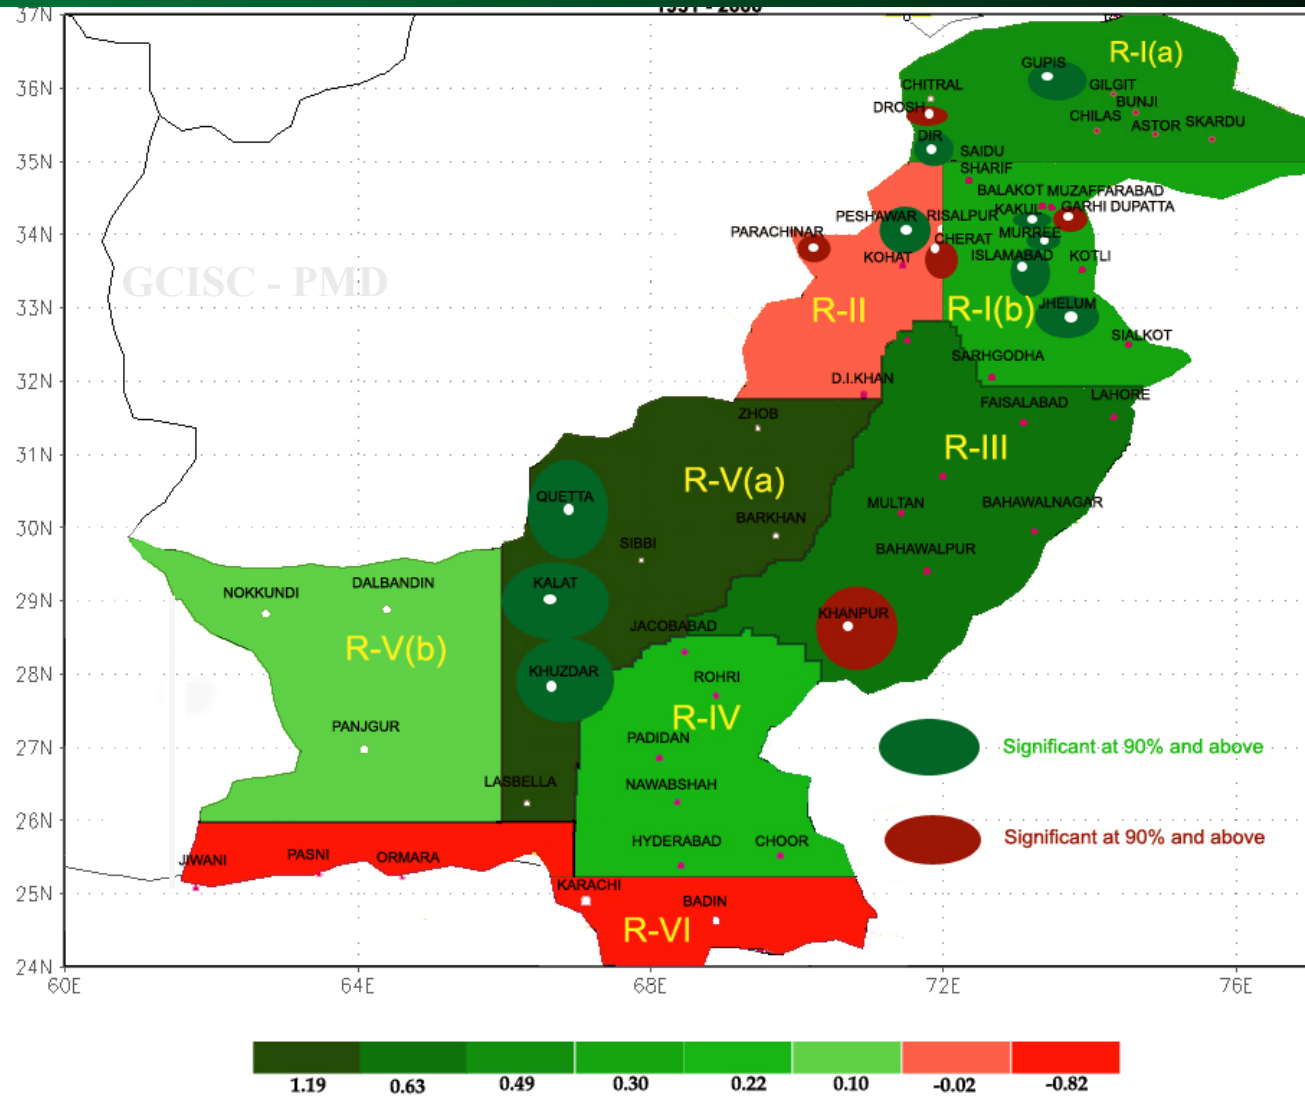 1951 - 2000
37N
R-I(a)
GUPIS
36N
CHITRAL
GILGIT
BUNJI
DROSH
CHILAS
ASTOR
SKARDU
DIR
35N
SAIDU
SHARIF
BALAKOT
MUZAFFARABAD
KAKUL
GARHI DUPATTA
PESHAWAR
RISALPUR
34N
PARACHINAR
CHERAT
MURREE
KOHAT
ISLAMABAD
KOTLI
GCISC - PMD
33N
R-II
R-I(b)
JHELUM
SIALKOT
SARHGODHA
32N
D.I.KHAN
LAHORE
FAISALABAD
ZHOB
31N
R-III
R-V(a)
QUETTA
MULTAN
BAHAWALNAGAR
30N
BARKHAN
SIBBI
BAHAWALPUR
29N
NOKKUNDI
DALBANDIN
KALAT
KHANPUR
JACOBABAD
R-V(b)
28N
KHUZDAR
ROHRI
R-IV
PANJGUR
27N
PADIDAN
Significant at 90% and above
LASBELLA
NAWABSHAH
26N
HYDERABAD
CHOOR
Significant at 90% and above
JIWANI
PASNI
ORMARA
25N
KARACHI
BADIN
R-VI
24N
60E 64E 68E 72E 76E
1.19 0.63 0.49 0.30 0.22 0.10 -0.02 -0.82